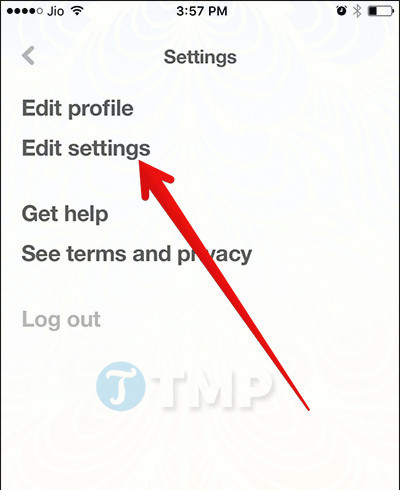 Jio 3:57 PM
Settings
Edit profile
Edit settings
Get help
See terms and privacy
Log out
T TMP